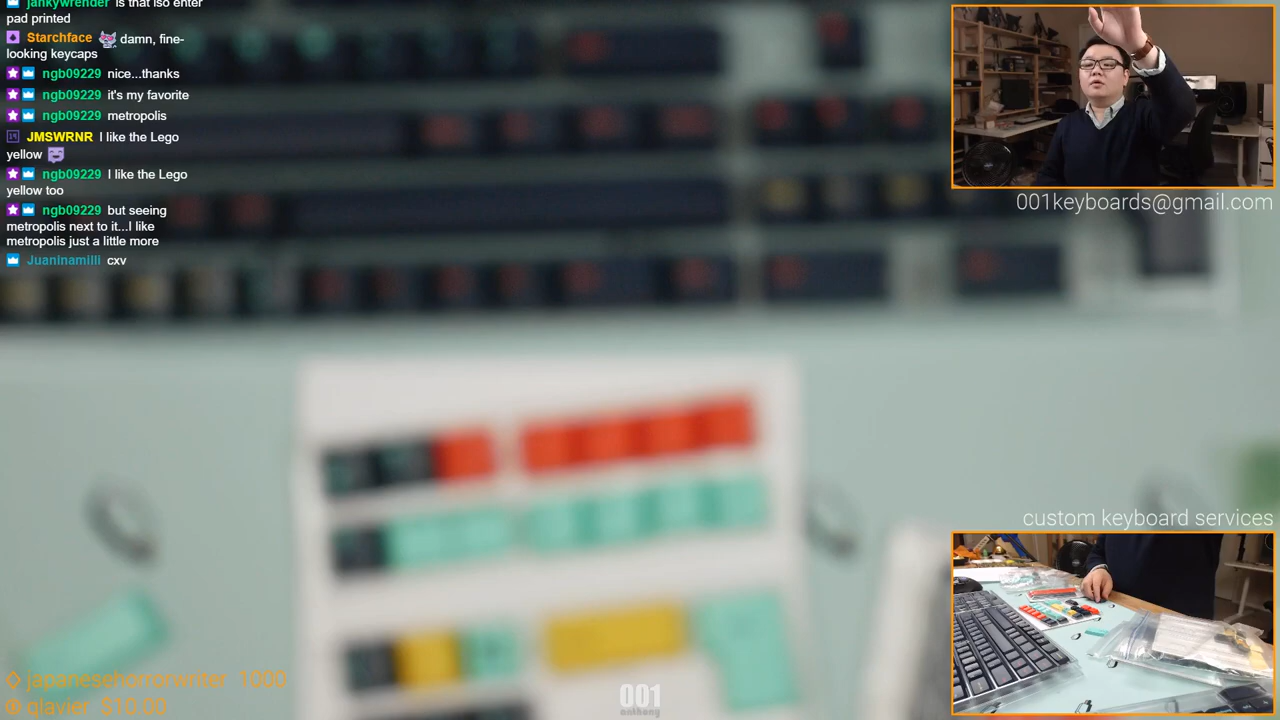 jankywrender is that iso enter
pad printed
Starchface damn, fine-
looking keycaps
ngb09229 nice...thanks
ngb09229 it's my favorite
ngb09229 metropolis
JMSWRNR I like the Lego
yellow
ngb09229 I like the Lego
yellow too
ngb09229 but seeing
metropolis next to it...I like
metropolis just a little more
Juaninamilli cxv
001keyboards@gmail.com
custom keyboard services
japanesehorrorwriter 1000
qlavier $10.00
001
anthony